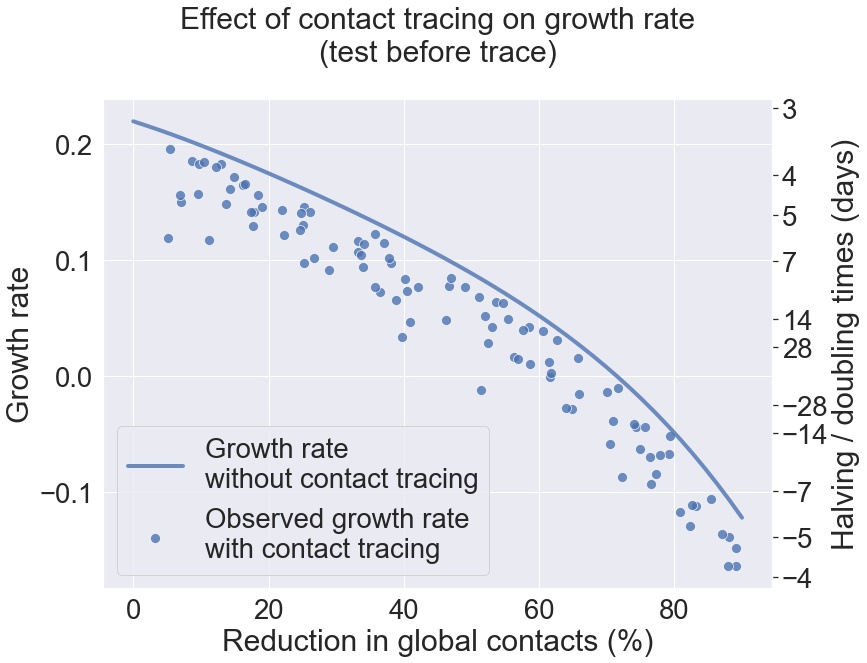 Effect of contact tracing on growth rate
(test before trace)
Growth rate
0.2
0.1
0.0
−0.1
0
20
40
60
80
Reduction in global contacts (%)
3
4
5
7
14
28
−28
−14
−7
−5
−4
Halving / doubling times (days)
Growth rate
without contact tracing
Observed growth rate
with contact tracing